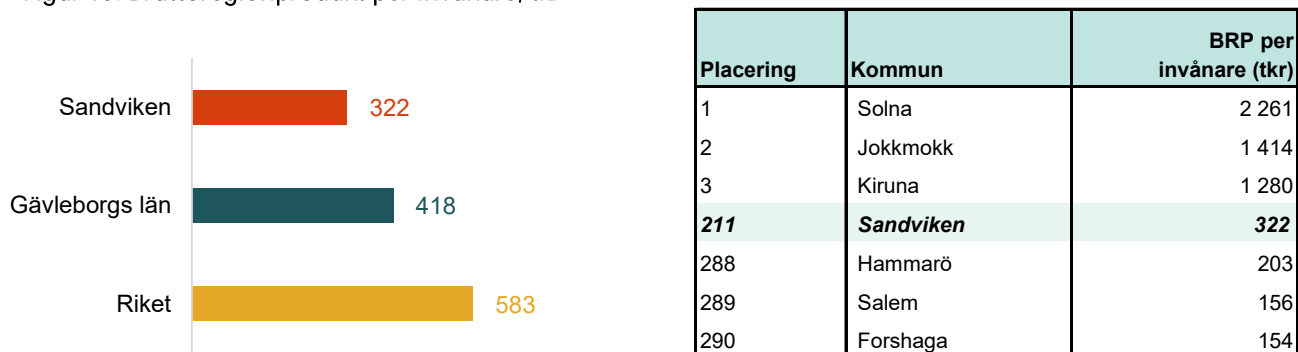 Sandviken 322
Gävleborgs län 418
Riket 583
Placering Kommun BRP per invånare (tkr)
1 Solna 2 261
2 Jokkmokk 1 414
3 Kiruna 1 280
211 Sandviken 322
288 Hammarö 203
289 Salem 156
290 Forshaga 154